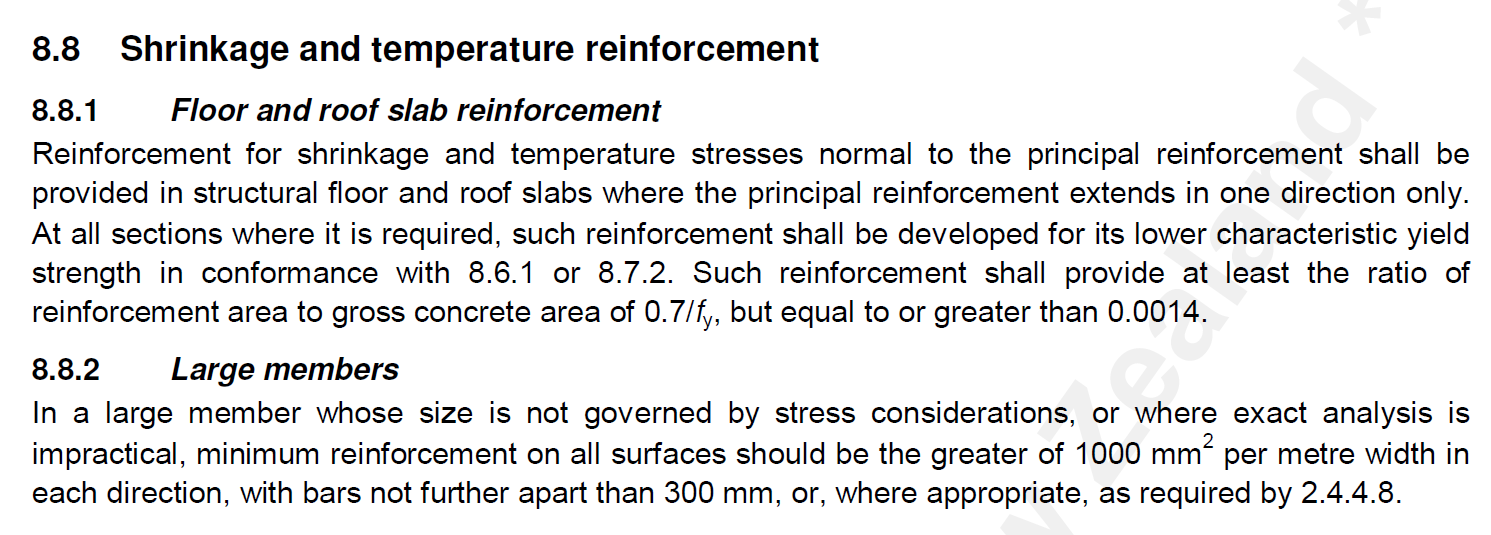 8.8 Shrinkage and temperature reinforcement
8.8.1 Floor and roof slab reinforcement
Reinforcement for shrinkage and temperature stresses normal to the principal reinforcement shall be
provided in structural floor and roof slabs where the principal reinforcement extends in one direction only.
At all sections where it is required, such reinforcement shall be developed for its lower characteristic yield
strength in conformance with 8.6.1 or 8.7.2. Such reinforcement shall provide at least the ratio of
reinforcement area to gross concrete area of 0.7/fy, but equal to or greater than 0.0014.
8.8.2 Large members
In a large member whose size is not governed by stress considerations, or where exact analysis is
impractical, minimum reinforcement on all surfaces should be the greater of 1000 mm² per metre width in
each direction, with bars not further apart than 300 mm, or, where appropriate, as required by 2.4.4.8.
Zealand *